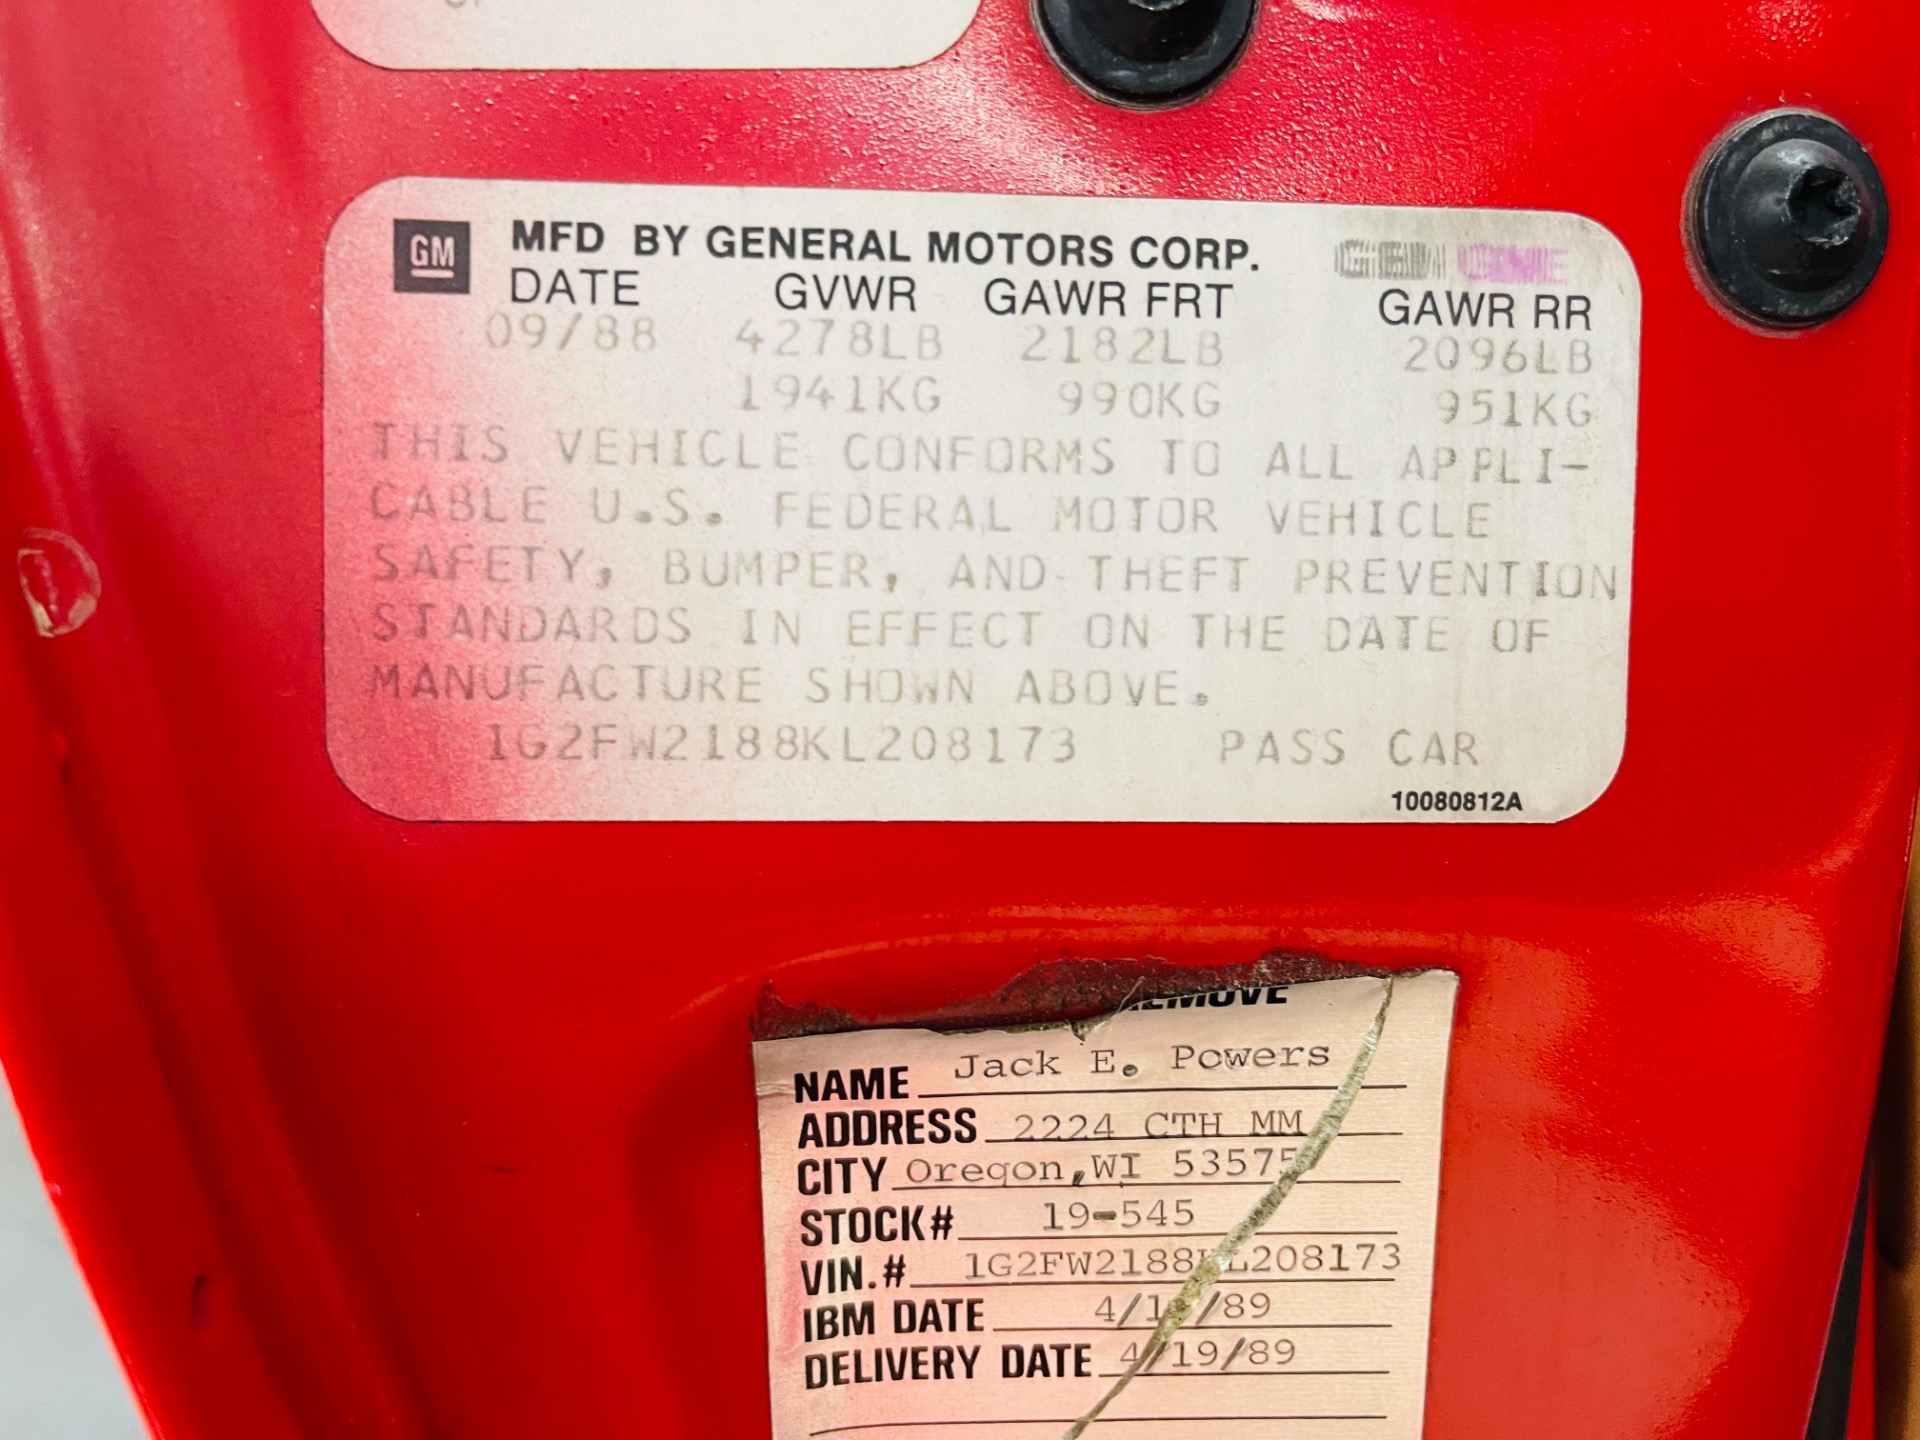 GM MFD BY GENERAL MOTORS CORP.
DATE GVWR GAWR FRT GAWR RR
09/88 4278LB 2182LB 2096LB
1941KG 990KG 951KG
THIS VEHICLE CONFORMS TO ALL APPLI-
CABLE U.S. FEDERAL MOTOR VEHICLE
SAFETY, BUMPER, AND THEFT PREVENTION
STANDARDS IN EFFECT ON THE DATE OF
MANUFACTURE SHOWN ABOVE.
1G2FW2188KL208173 PASS CAR
10080812A
REMOVE
NAME Jack E. Powers
ADDRESS 2224 CTH MM
CITY Oregon,WI 53575
STOCK# 19-545
VIN.# 1G2FW2188KL208173
IBM DATE
DELIVERY DATE 4/19/89